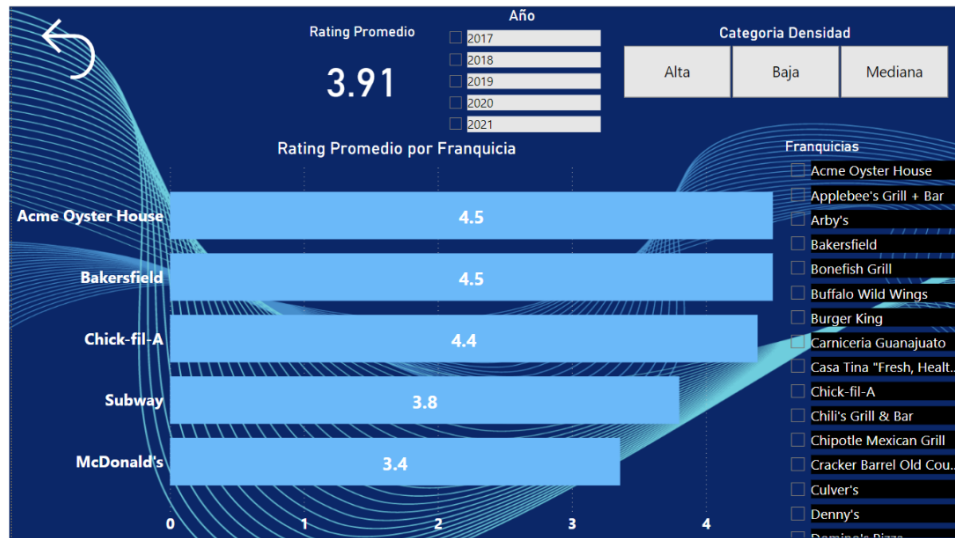 Rating Promedio
3.91
Año
2017
2018
2019
2020
2021
Categoria Densidad
Alta
Baja
Mediana
Rating Promedio por Franquicia
Acme Oyster House
4.5
Bakersfield
4.5
Chick-fil-A
4.4
Subway
3.8
McDonald's
3.4
0
1
2
3
4
Franquicias
Acme Oyster House
Applebee's Grill + Bar
Arby's
Bakersfield
Bonefish Grill
Buffalo Wild Wings
Burger King
Carniceria Guanajuato
Casa Tina "Fresh, Healt...
Chick-fil-A
Chili's Grill & Bar
Chipotle Mexican Grill
Cracker Barrel Old Cou...
Culver's
Denny's
Domino's Pizza